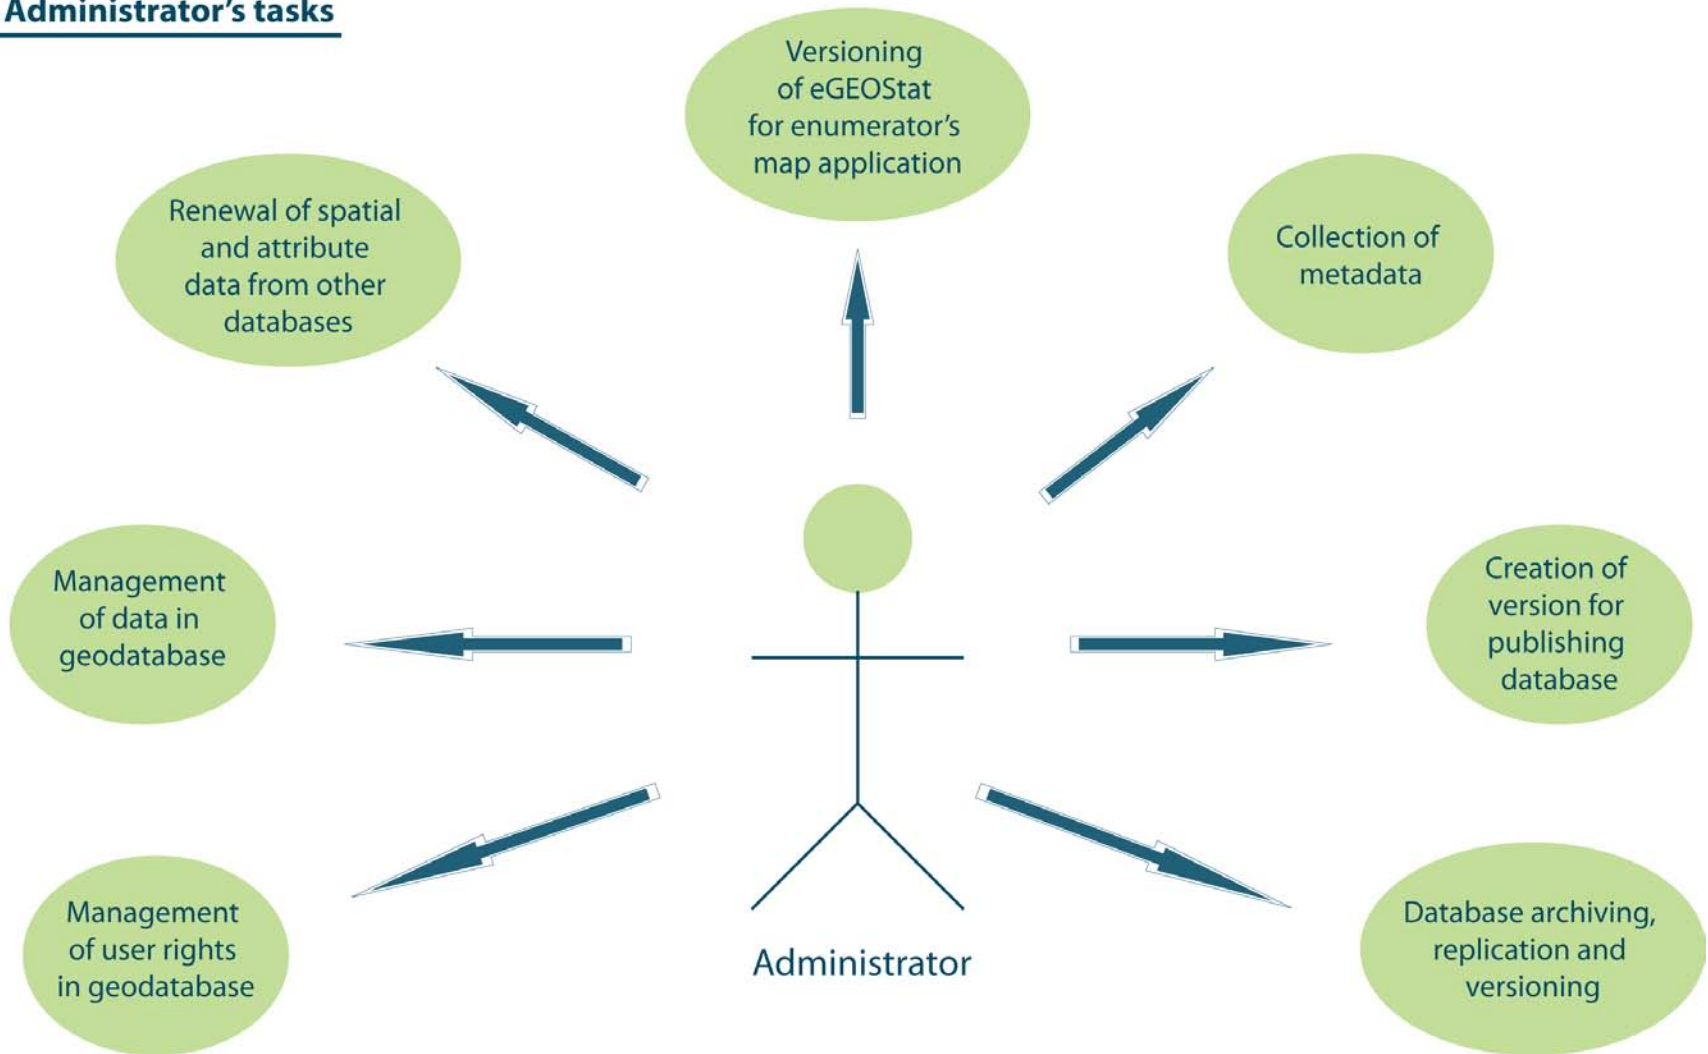 Administrator’s tasks
Versioning
of eGEOStat
for enumerator’s
map application
Renewal of spatial
and attribute
data from other
databases
Collection of
metadata
Management
of data in
geodatabase
Creation of
version for
publishing
database
Management
of user rights
in geodatabase
Administrator
Database archiving,
replication and
versioning